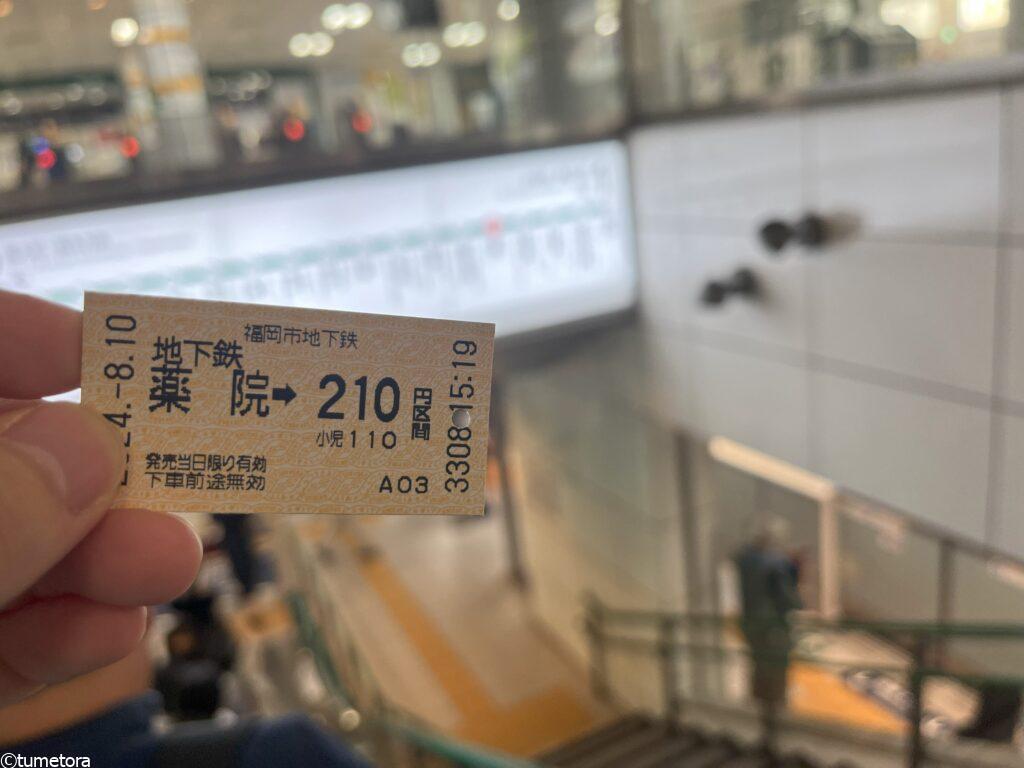 福岡市地下鉄
地下鉄
薬 院➡210円区間
小児110
発売当日限り有効
下車前途無効
A03
24.-8.10
3308 15:19
©tumetora